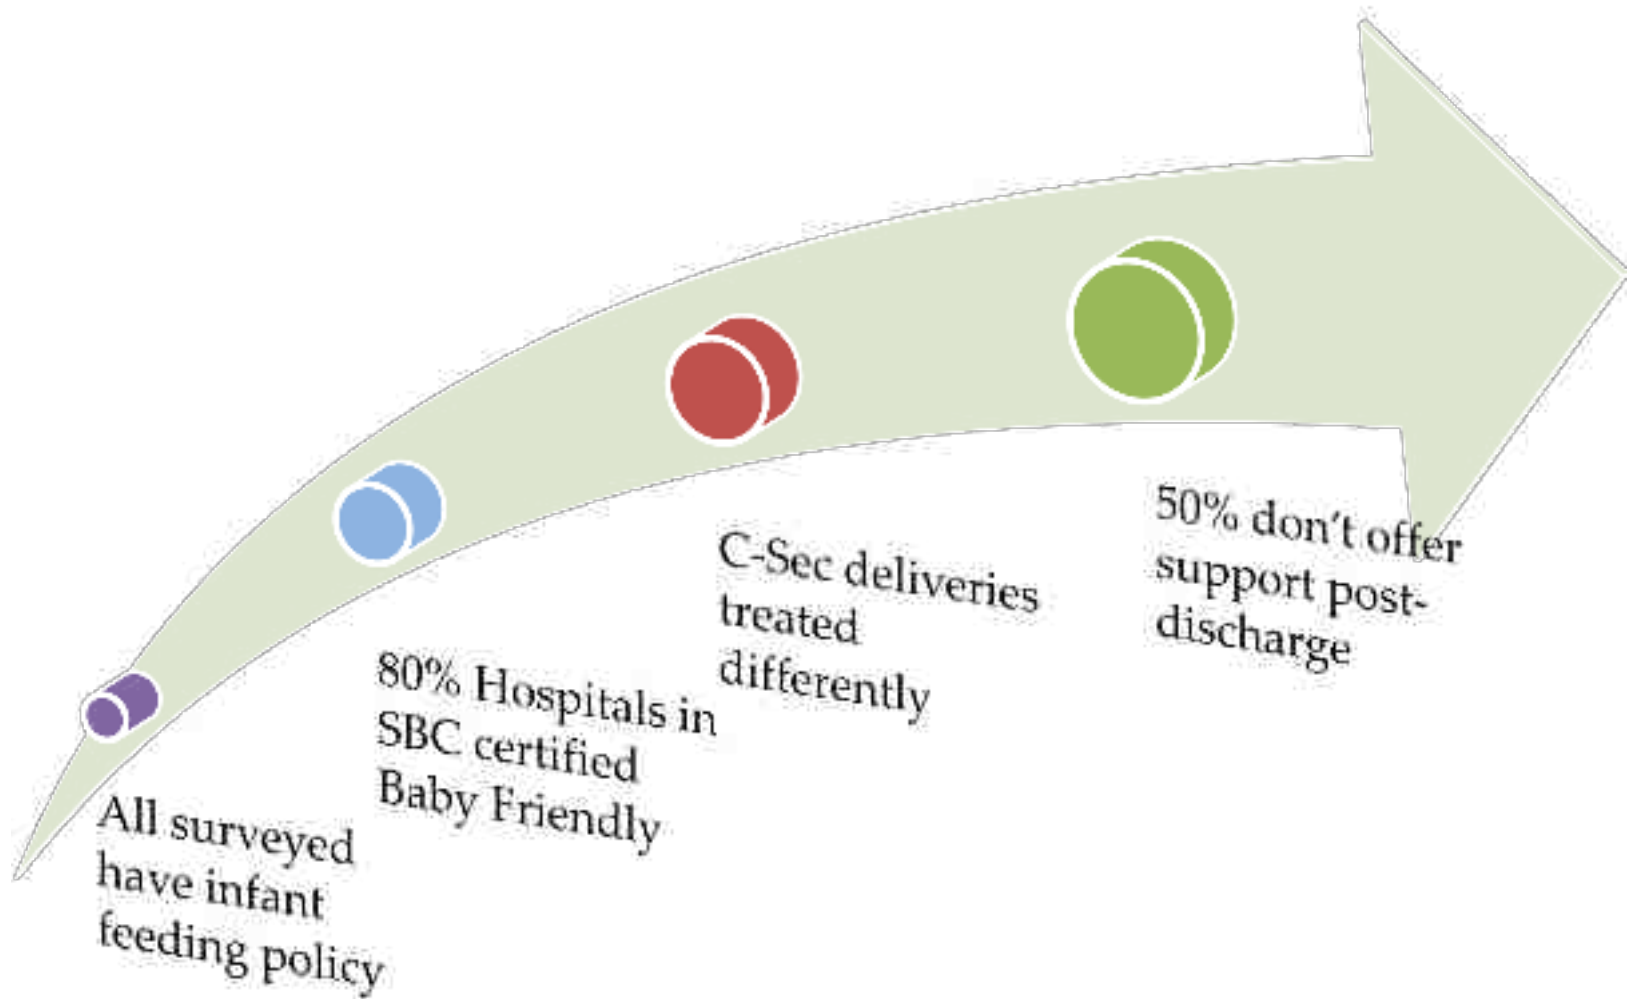 All surveyed
have infant
feeding policy
80% Hospitals in
SBC certified
Baby Friendly
C-Sec deliveries
treated
differently
50% don't offer
support post-
discharge